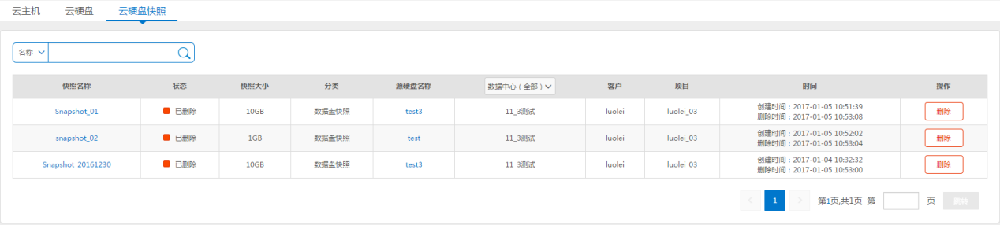 云主机 云硬盘 云硬盘快照
名称
快照名称 状态 快照大小 分类 源硬盘名称 数据中心（全部） 客户 项目 时间 操作
Snapshot_01 已删除 10GB 数据盘快照 test3 11_3测试 luolei luolei_03 创建时间：2017-01-05 10:51:39 删除
删除时间：2017-01-05 10:53:08
snapshot_02 已删除 1GB 数据盘快照 test 11_3测试 luolei luolei_03 创建时间：2017-01-05 10:52:02 删除
删除时间：2017-01-05 10:53:04
Snapshot_20161230 已删除 10GB 数据盘快照 test3 11_3测试 luolei luolei_03 创建时间：2017-01-04 10:32:32 删除
删除时间：2017-01-05 10:53:00
1 第1页,共1页 第 页 跳转